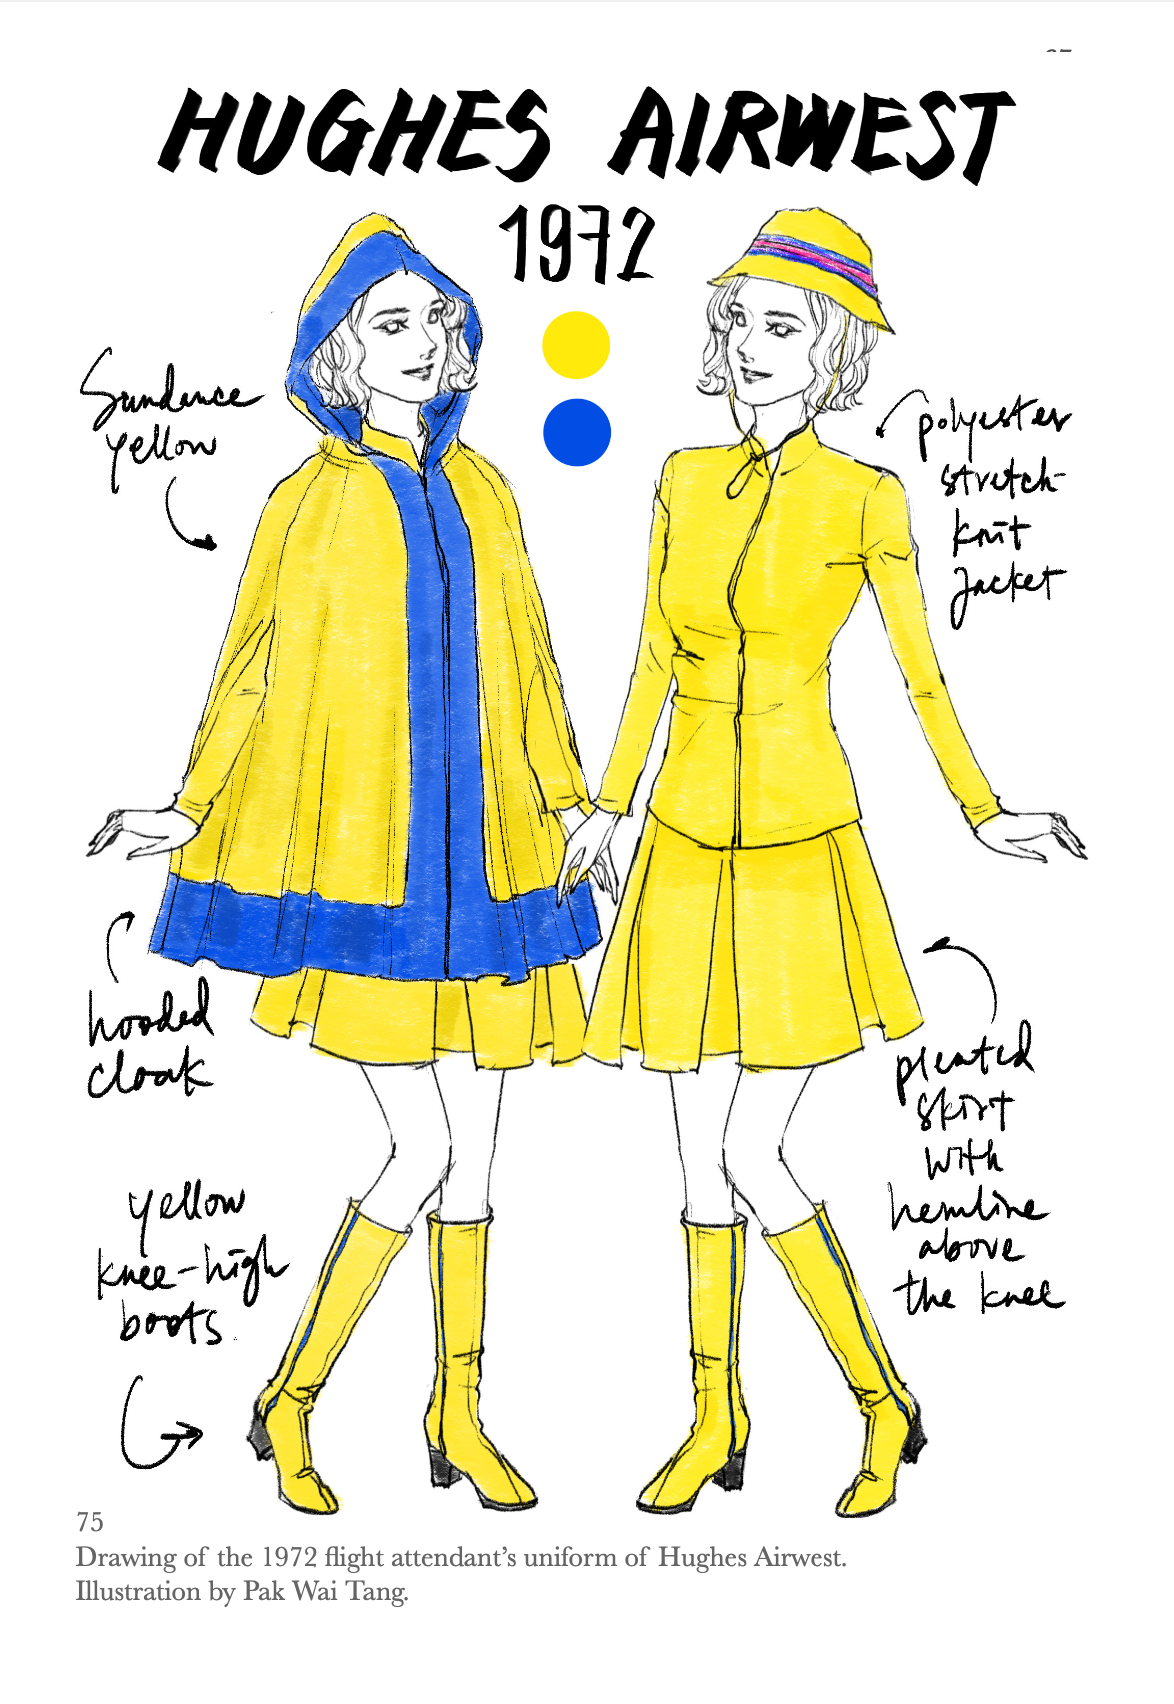 HUGHES AIRWEST
1972
Sundance
yellow
polyester
stretch-
knit
jacket
hooded
cloak
pleated
skirt
with
hemline
above
the knee
yellow
knee-high
boots
75
Drawing of the 1972 flight attendant's uniform of Hughes Airwest.
Illustration by Pak Wai Tang.